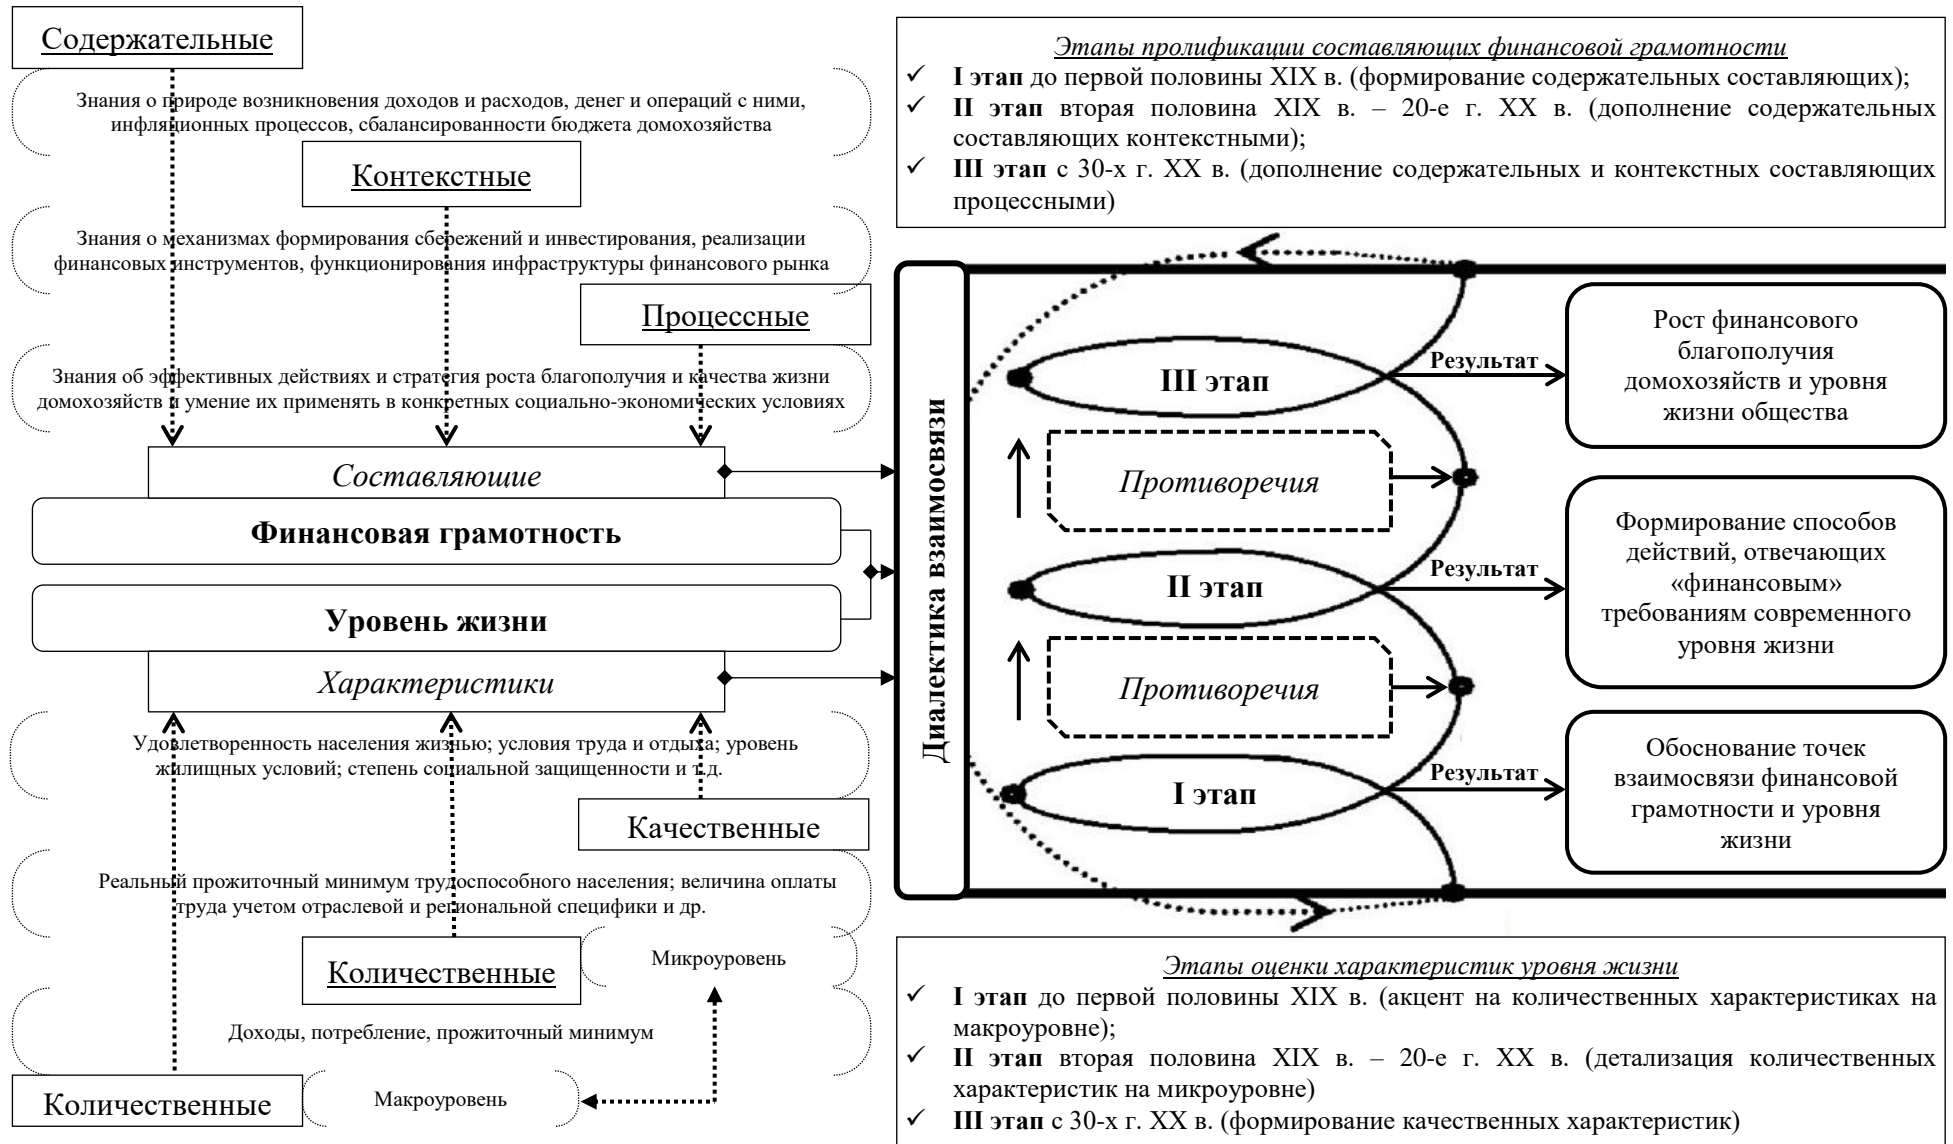 Содержательные
Знания о природе возникновения доходов и расходов, денег и операций с ними,
инфляционных процессов, сбалансированности бюджета домохозяйства
Контекстные
Знания о механизмах формирования сбережений и инвестирования, реализации
финансовых инструментов, функционирования инфраструктуры финансового рынка
Процессные
Знания об эффективных действиях и стратегия роста благополучия и качества жизни
домохозяйств и умение их применять в конкретных социально-экономических условиях
Составляющие
Финансовая грамотность
Уровень жизни
Характеристики
Удовлетворенность населения жизнью; условия труда и отдыха; уровень
жилищных условий; степень социальной защищенности и т.д.
Качественные
Реальный прожиточный минимум трудоспособного населения; величина оплаты
труда учетом отраслевой и региональной специфики и др.
Количественные
Микроуровень
Доходы, потребление, прожиточный минимум
Количественные
Макроуровень
Этапы пролификации составляющих финансовой грамотности
✓ I этап до первой половины XIX в. (формирование содержательных составляющих);
✓ II этап вторая половина XIX в. – 20-е г. XX в. (дополнение содержательных
составляющих контекстными);
✓ III этап с 30-х г. XX в. (дополнение содержательных и контекстных составляющих
процессными)
Диалектика взаимосвязи
III этап
Результат
Рост финансового
благополучия
домохозяйств и уровня
жизни общества
Противоречия
II этап
Результат
Формирование способов
действий, отвечающих
«финансовым»
требованиям современного
уровня жизни
Противоречия
I этап
Результат
Обоснование точек
взаимосвязи финансовой
грамотности и уровня
жизни
Этапы оценки характеристик уровня жизни
✓ I этап до первой половины XIX в. (акцент на количественных характеристиках на
макроуровне);
✓ II этап вторая половина XIX в. – 20-е г. XX в. (детализация количественных
характеристик на микроуровне)
✓ III этап с 30-х г. XX в. (формирование качественных характеристик)